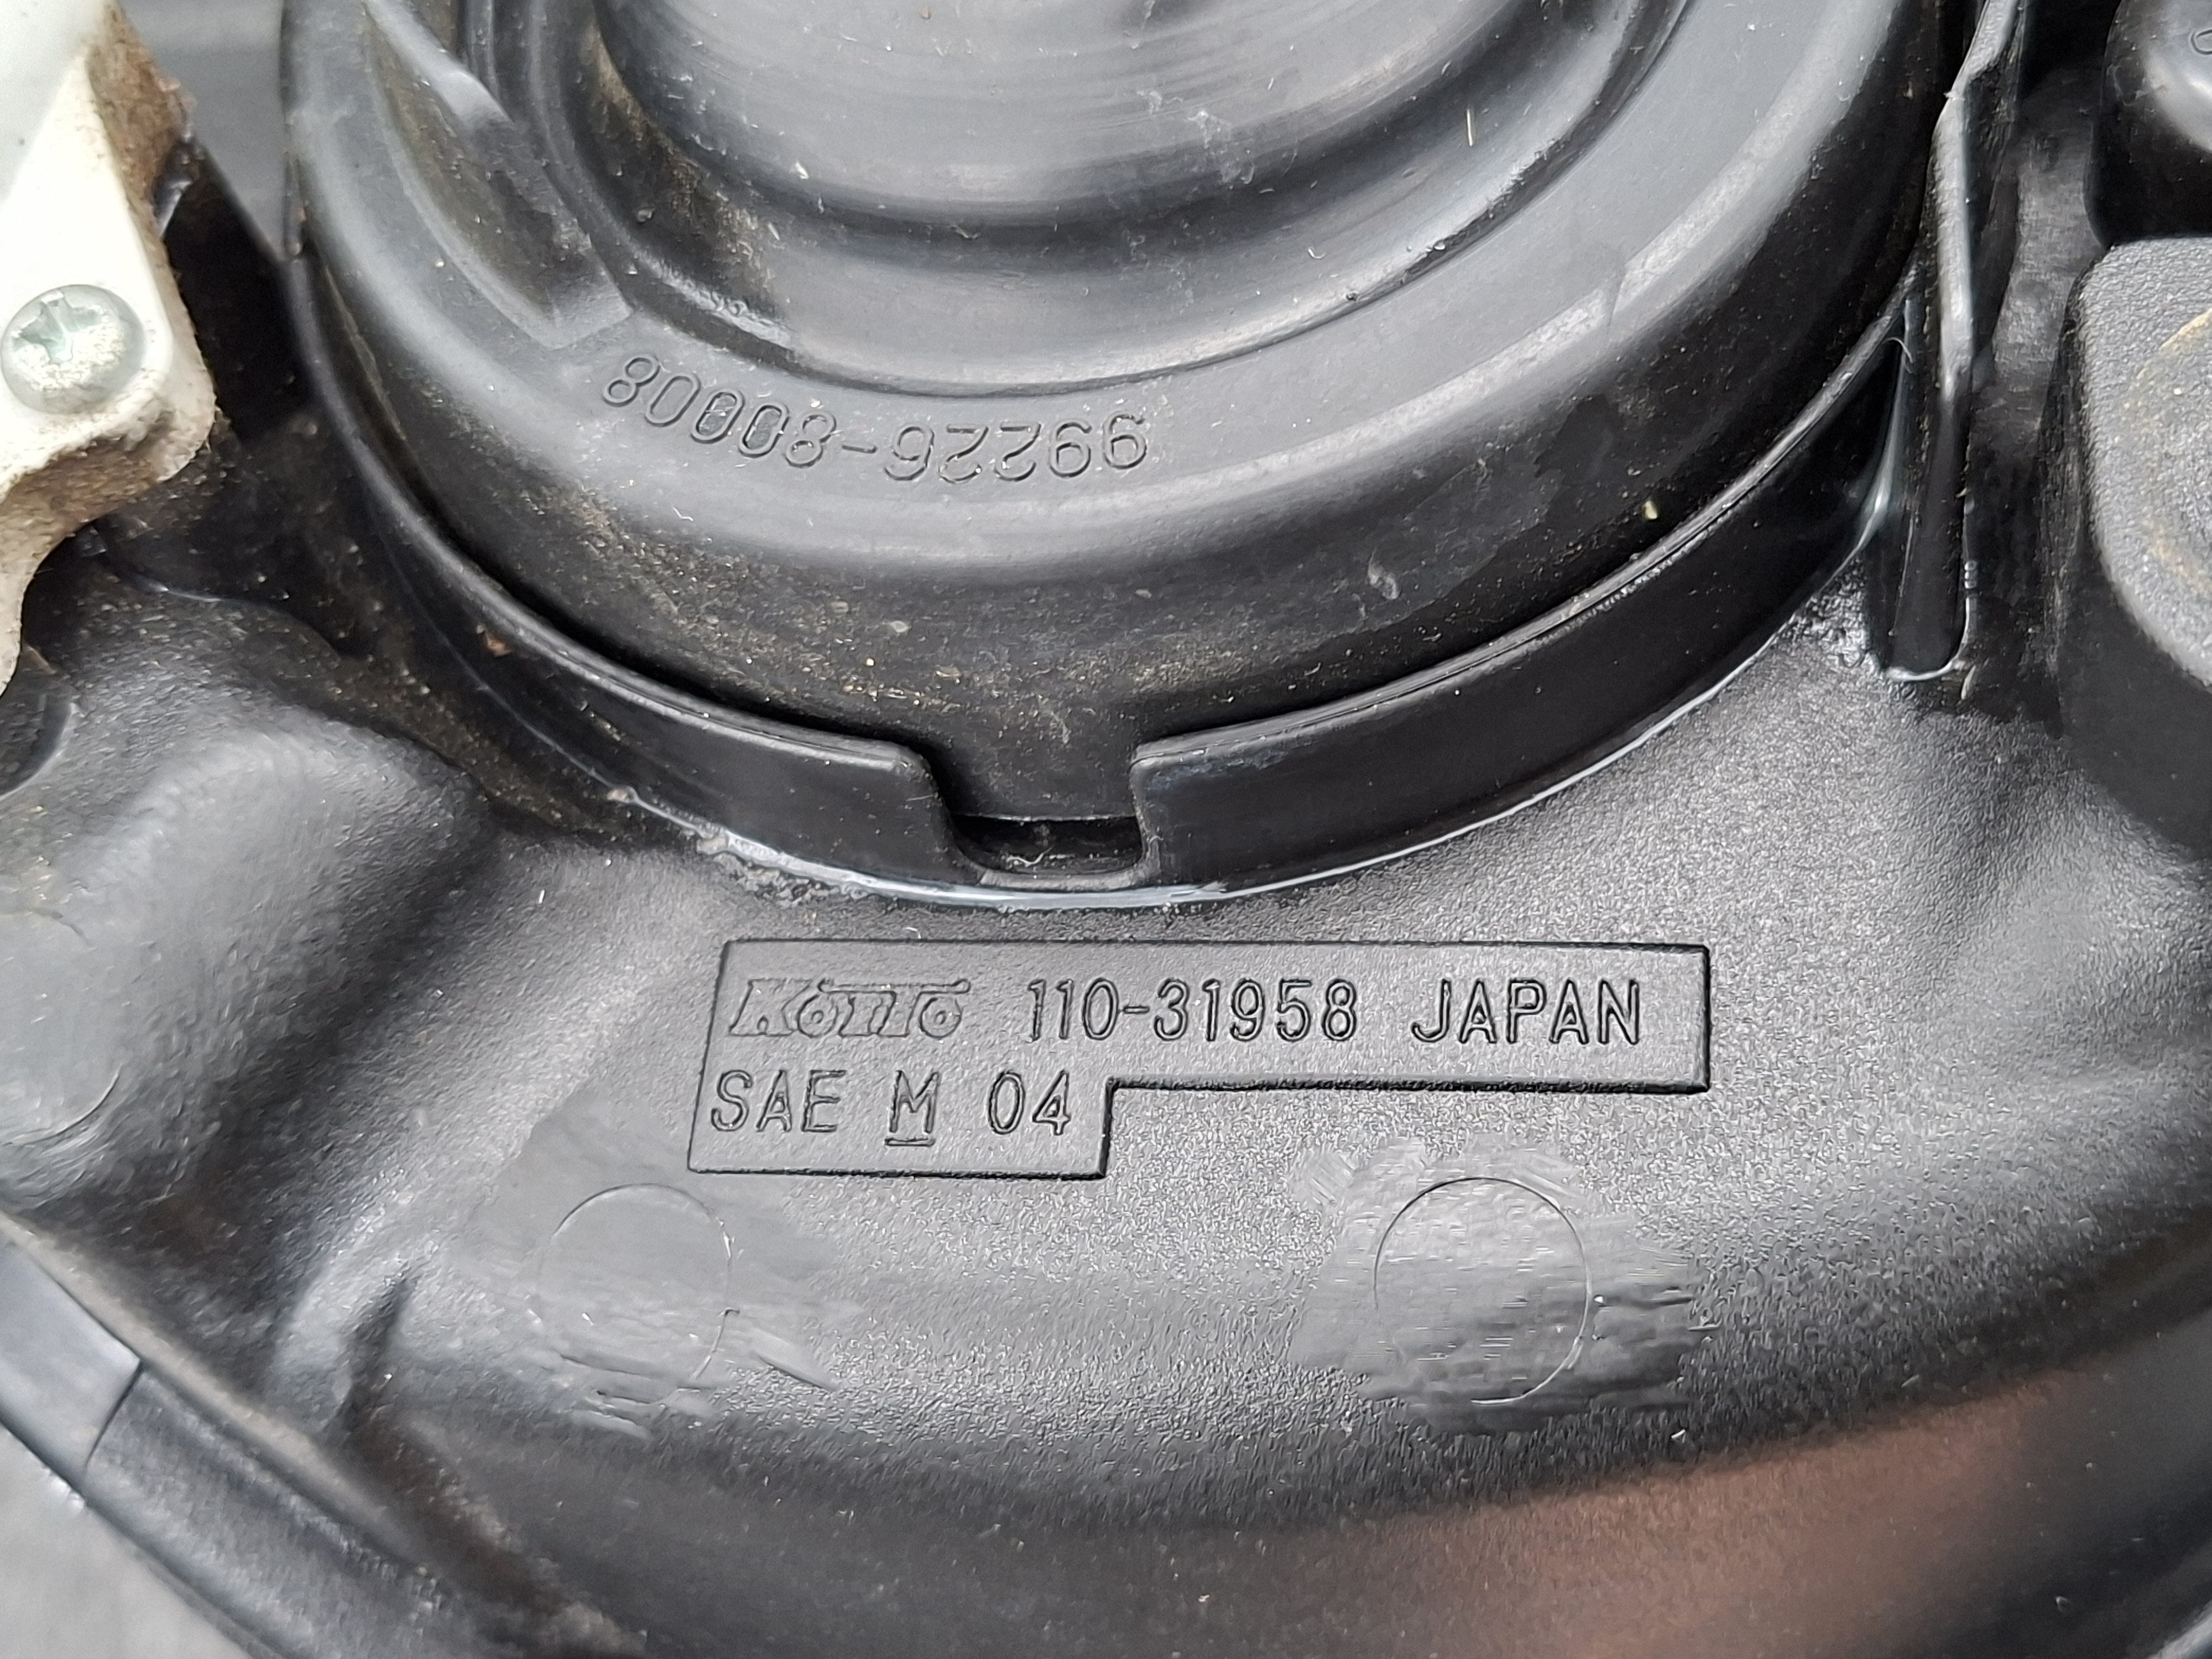 99226-80008
KOITO 110-31958 JAPAN
SAE M 04